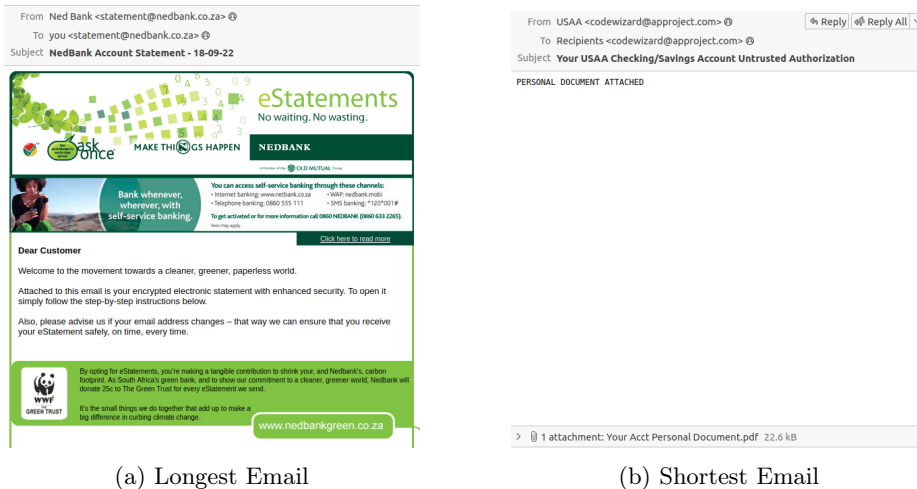 From Ned Bank <statement@nedbank.co.za>
To you <statement@nedbank.co.za>
Subject NedBank Account Statement - 18-09-22
eStatements
No waiting. No wasting.
ask once
MAKE THINGS HAPPEN
NEDBANK
A Member of the OLD MUTUAL Group
Bank whenever,
wherever, with
self-service banking.
You can access self-service banking through these channels:
• Internet banking: www.netbank.co.za • WAP: nedbank.mobi
• Telephone banking: 0860 555 111 • SMS banking: *120*001#
To get activated or for more information call 0860 NEDBANK (0860 633 2265).
Fees may apply.
Click here to read more
Dear Customer
Welcome to the movement towards a cleaner, greener, paperless world.
Attached to this email is your encrypted electronic statement with enhanced security. To open it
simply follow the step-by-step instructions below.
Also, please advise us if your email address changes – that way we can ensure that you receive
your eStatement safely, on time, every time.
WWF
THE
GREEN TRUST
By opting for eStatements, you're making a tangible contribution to shrink your, and Nedbank's, carbon
footprint. As South Africa's green bank, and to show our commitment to a cleaner, greener world, Nedbank will
donate 25c to The Green Trust for every eStatement we send.
It's the small things we do together that add up to make a
big difference in curbing climate change.
www.nedbankgreen.co.za
(a) Longest Email
From USAA <codewizard@approject.com>
Reply Reply All
To Recipients <codewizard@approject.com>
Subject Your USAA Checking/Savings Account Untrusted Authorization
PERSONAL DOCUMENT ATTACHED
1 attachment: Your Acct Personal Document.pdf 22.6 kB
(b) Shortest Email